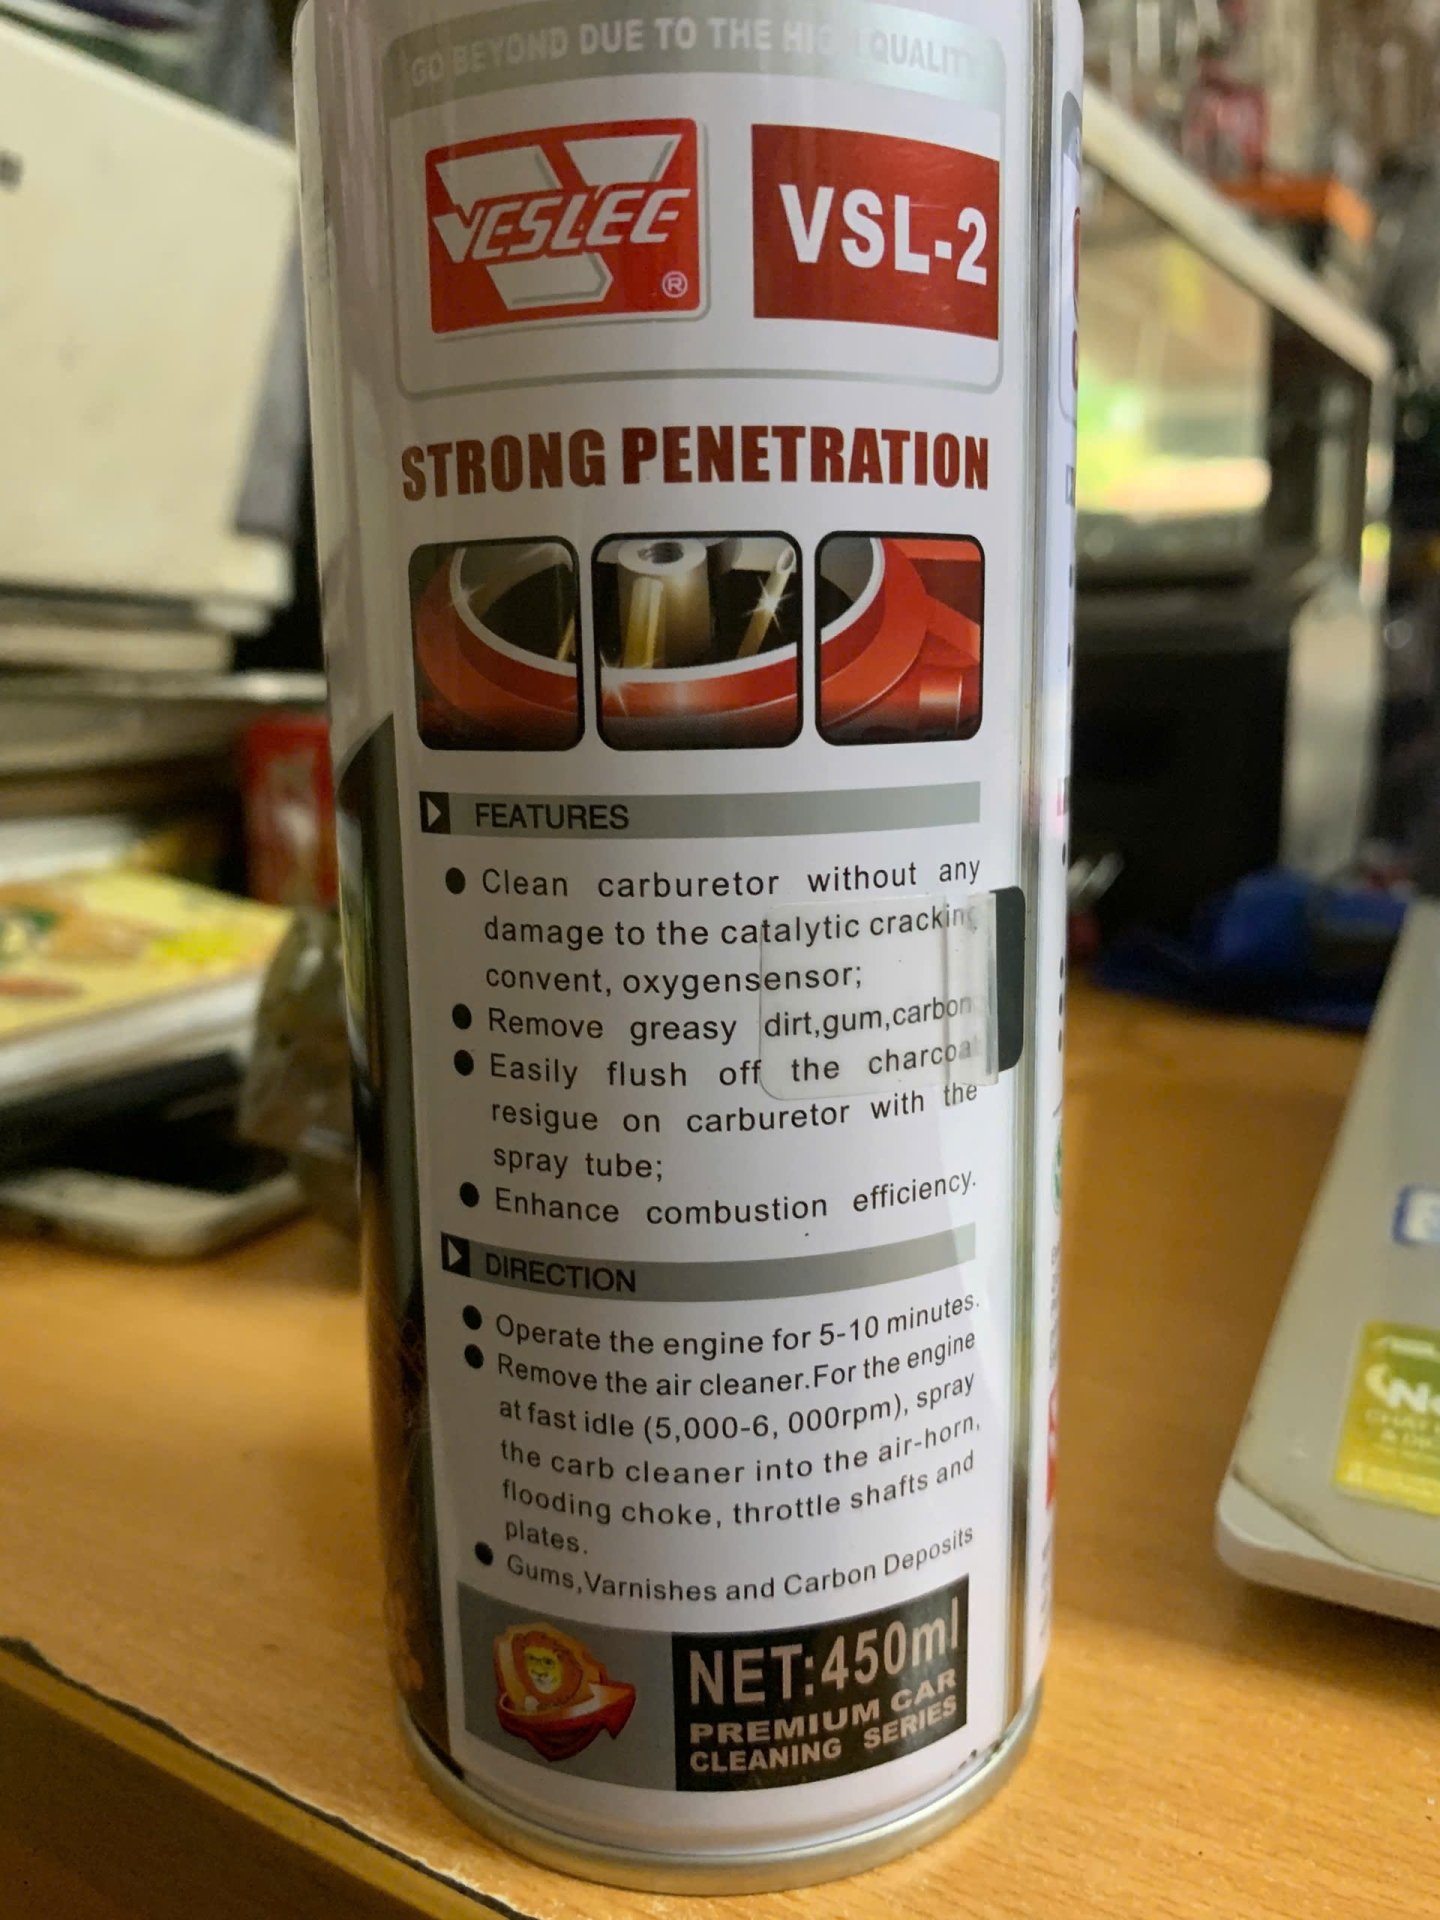 GO BEYOND DUE TO THE HIGH QUALITY
VESLEE
®
VSL-2
STRONG PENETRATION
FEATURES
● Clean carburetor without any
damage to the catalytic cracking
convent, oxygensensor;
● Remove greasy dirt,gum,carbon
● Easily flush off the charcoal
resigue on carburetor with the
spray tube;
● Enhance combustion efficiency.
DIRECTION
● Operate the engine for 5-10 minutes.
● Remove the air cleaner.For the engine
at fast idle (5,000-6, 000rpm), spray
the carb cleaner into the air-horn,
flooding choke, throttle shafts and
plates.
● Gums,Varnishes and Carbon Deposits
NET:450ml
PREMIUM CAR
CLEANING SERIES